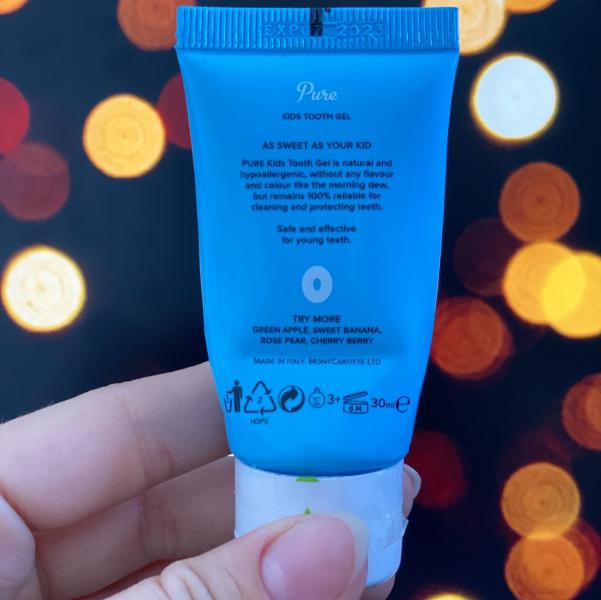 2023
Pure
KIDS TOOTH GEL
AS SWEET AS YOUR KID
PURE Kids Tooth Gel is natural and
hypoallergenic, without any flavour
and colour like the morning dew,
but remains 100% reliable for
cleaning and protecting teeth.
Safe and effective
for young teeth.
0
TRY MORE
GREEN APPLE, SWEET BANANA,
ROSE PEAR, CHERRY BERRY
MADE IN ITALY. MONTCAROTTE LTD
2 3+ 6M 30ml e
HDPE